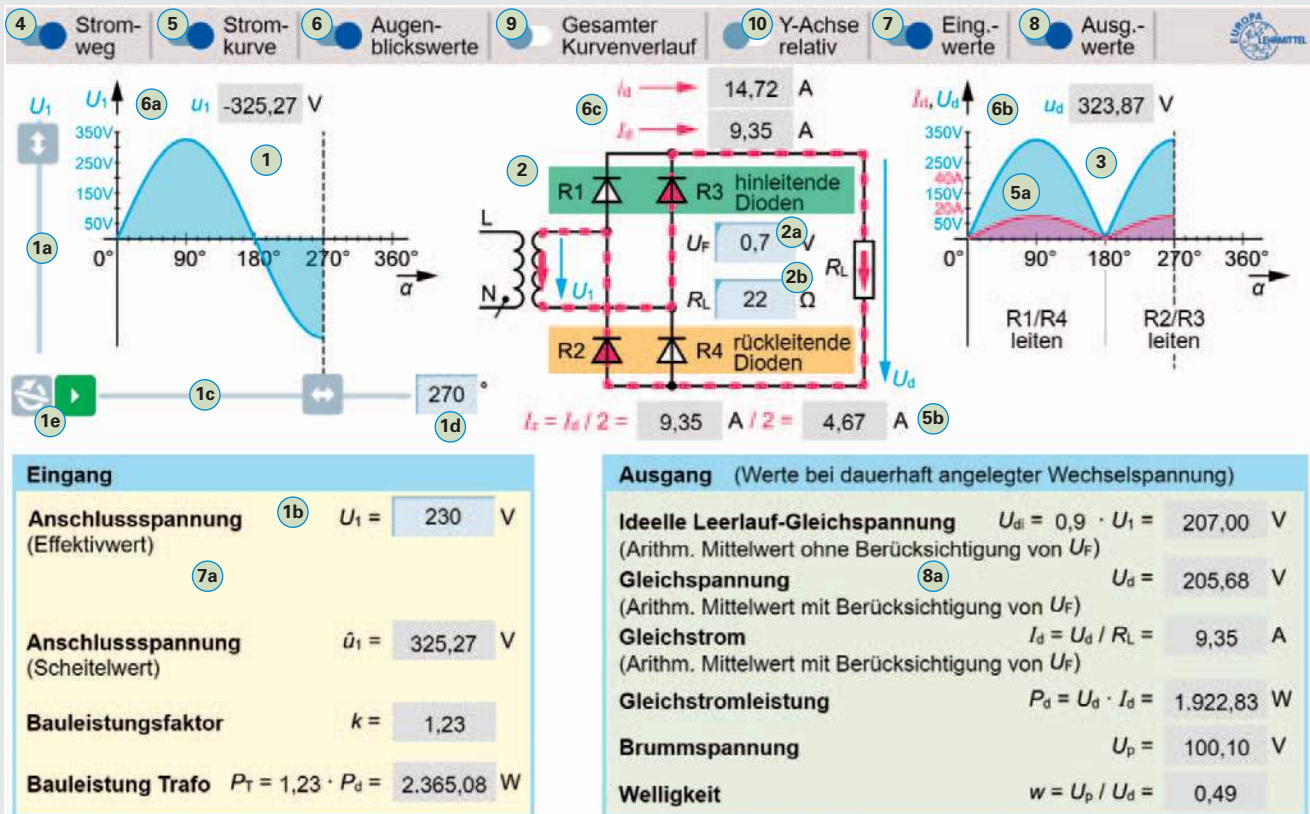 4 Strom-weg
5 Strom-kurve
6 Augen-blickswerte
9 Gesamter Kurvenverlauf
10 Y-Achse relativ
7 Eing.-werte
8 Ausg.-werte
EUROPA LEHRMITTEL
U1
U1 6a u1 -325,27 V
350V
250V
150V
50V
1
1a
0° 90° 180° 270° 360°
α
1c
270 °
1e
1d
6c
id 14,72 A
Id 9,35 A
2
R1 R3 hinleitende Dioden
L
N
U1
UF 0,7 V
2a
2b
RL 22 Ω
RL
R2 R4 rückleitende Dioden
Ud
Iz = Id / 2 = 9,35 A / 2 = 4,67 A 5b
Id, Ud 6b ud 323,87 V
350V
250V
40A
150V
20A
50V
5a
3
0° 90° 180° 270° 360°
α
R1/R4 leiten
R2/R3 leiten
Eingang
Anschlussspannung 1b U1 = 230 V
(Effektivwert)
7a
Anschlussspannung û1 = 325,27 V
(Scheitelwert)
Bauleistungsfaktor k = 1,23
Bauleistung Trafo PT = 1,23 · Pd = 2.365,08 W
Ausgang (Werte bei dauerhaft angelegter Wechselspannung)
Ideelle Leerlauf-Gleichspannung Udi = 0,9 · U1 = 207,00 V
(Arithm. Mittelwert ohne Berücksichtigung von UF)
Gleichspannung 8a Ud = 205,68 V
(Arithm. Mittelwert mit Berücksichtigung von UF)
Gleichstrom Id = Ud / RL = 9,35 A
(Arithm. Mittelwert mit Berücksichtigung von UF)
Gleichstromleistung Pd = Ud · Id = 1.922,83 W
Brummspannung Up = 100,10 V
Welligkeit w = Up / Ud = 0,49